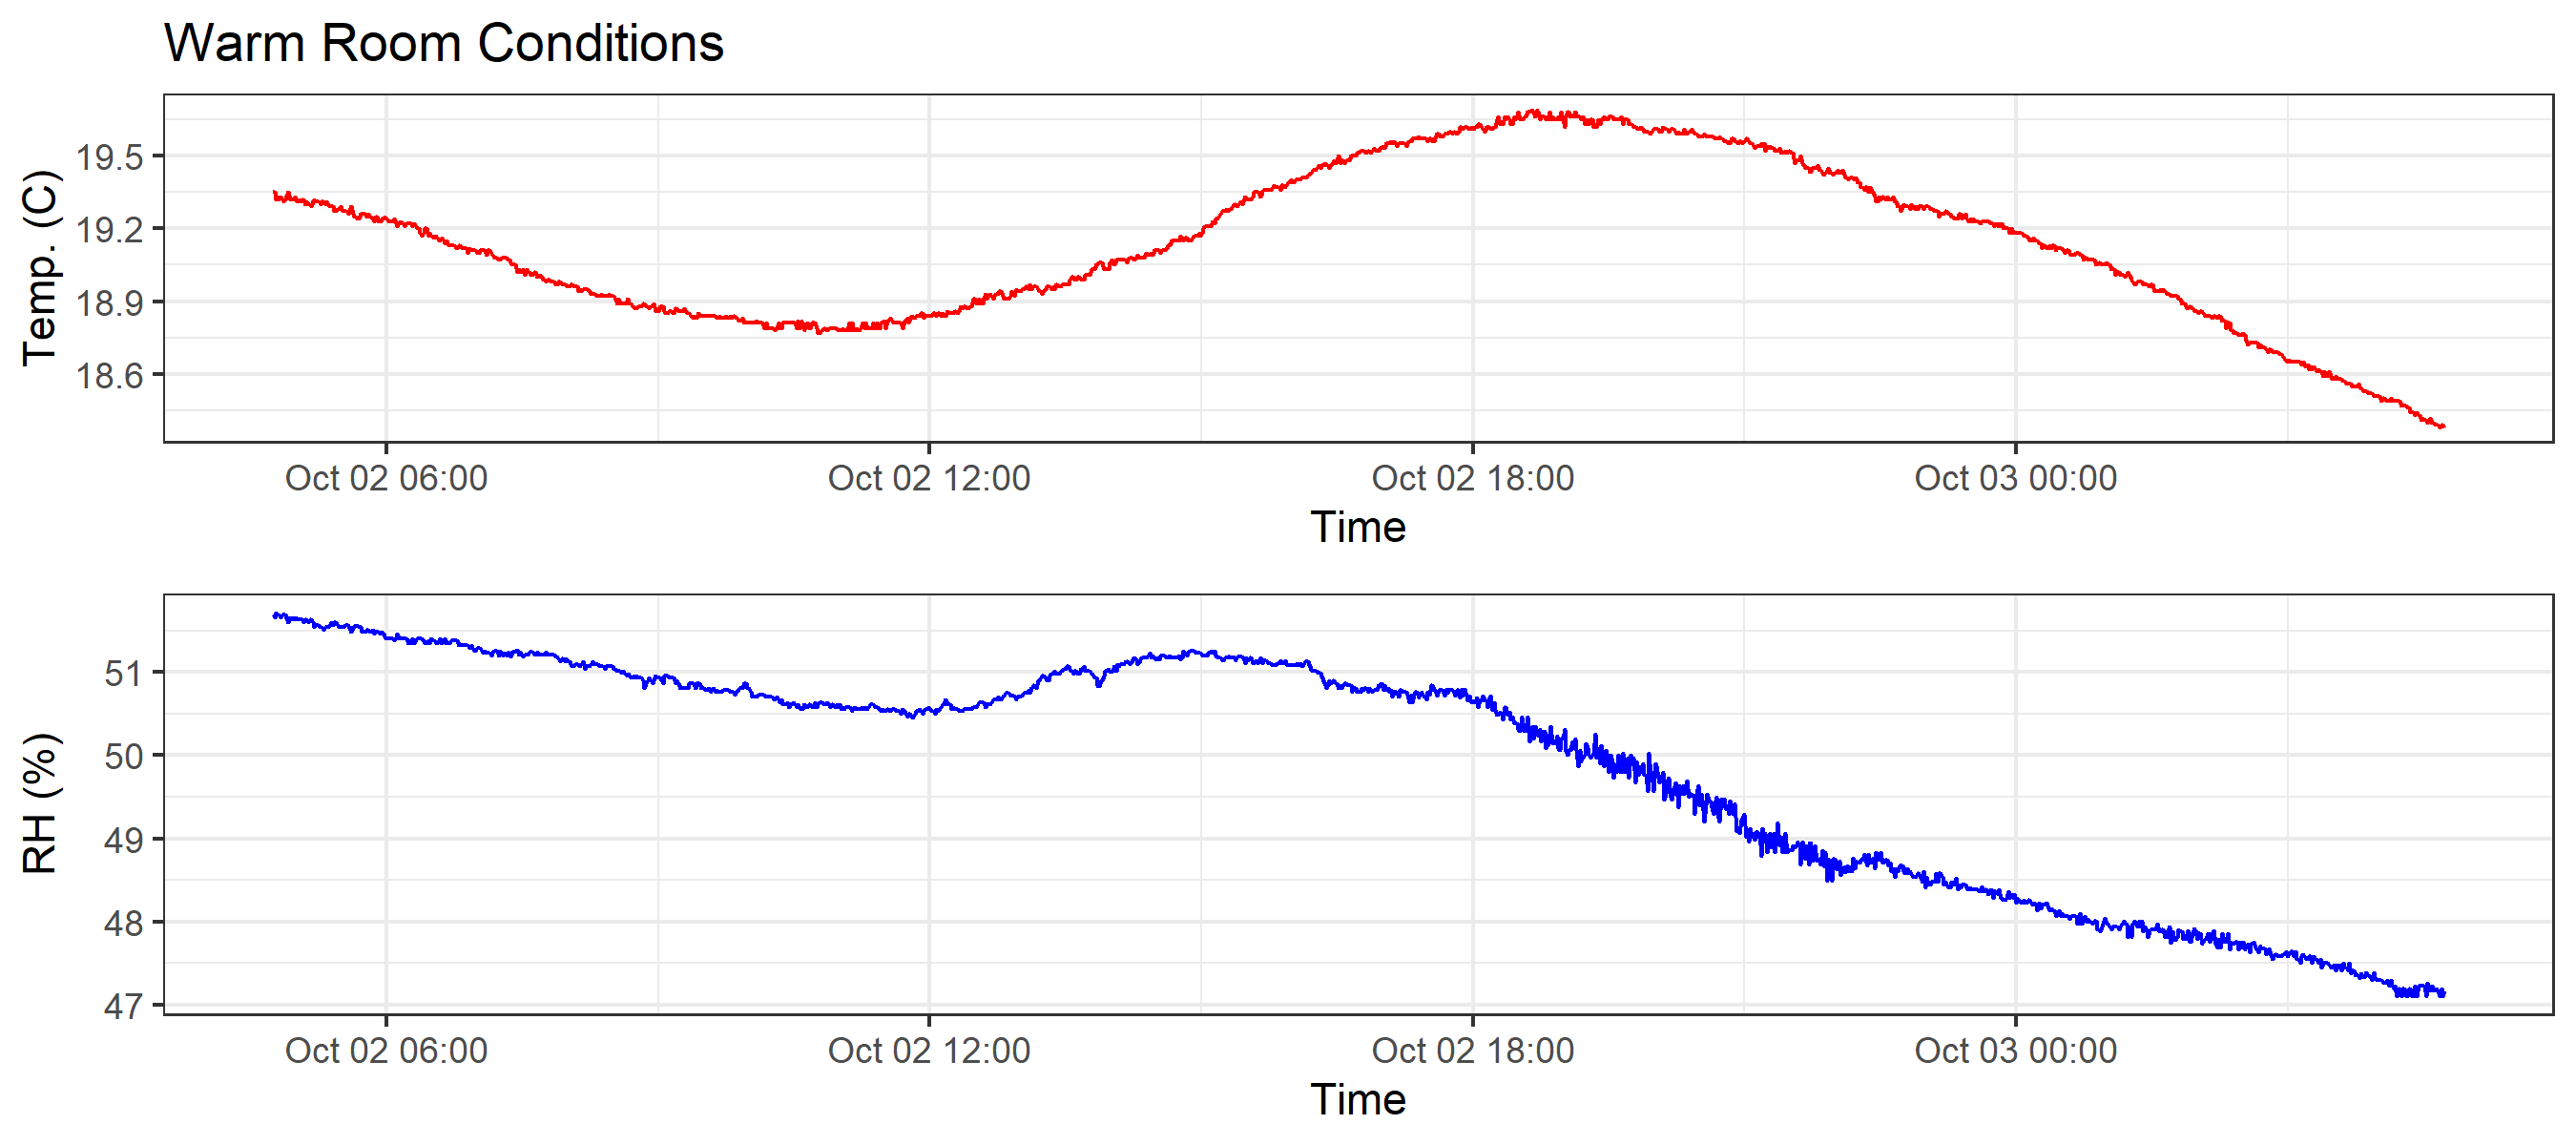 Warm Room Conditions
Temp. (C)
19.5
19.2
18.9
18.6
Oct 02 06:00 Oct 02 12:00 Oct 02 18:00 Oct 03 00:00
Time
RH (%)
51
50
49
48
47
Oct 02 06:00 Oct 02 12:00 Oct 02 18:00 Oct 03 00:00
Time